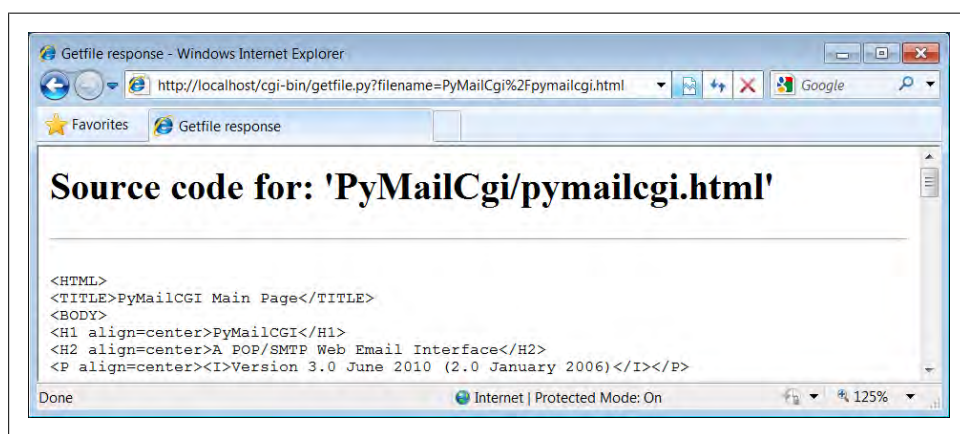 Getfile response - Windows Internet Explorer
http://localhost/cgi-bin/getfile.py?filename=PyMailCgi%2Fpymailcgi.html
Google
Favorites
Getfile response
Source code for: 'PyMailCgi/pymailcgi.html'
<HTML>
<TITLE>PyMailCGI Main Page</TITLE>
<BODY>
<H1 align=center>PyMailCGI</H1>
<H2 align=center>A POP/SMTP Web Email Interface</H2>
<P align=center><I>Version 3.0 June 2010 (2.0 January 2006)</I></P>
Done
Internet | Protected Mode: On
125%